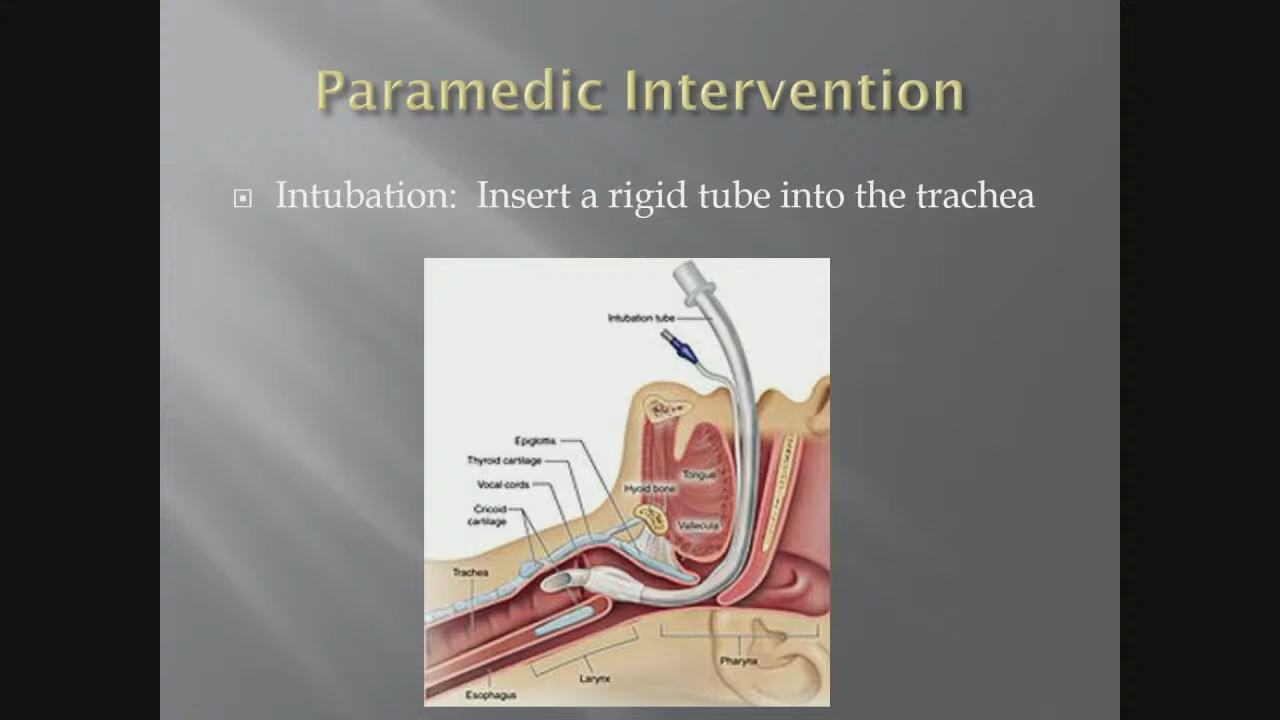 Paramedic Intervention
Intubation: Insert a rigid tube into the trachea
Intubation tube
Epiglottis
Thyroid cartilage
Tongue
Vocal cords
Hyoid bone
Cricoid
cartilage
Vallecula
Trachea
Pharynx
Larynx
Esophagus